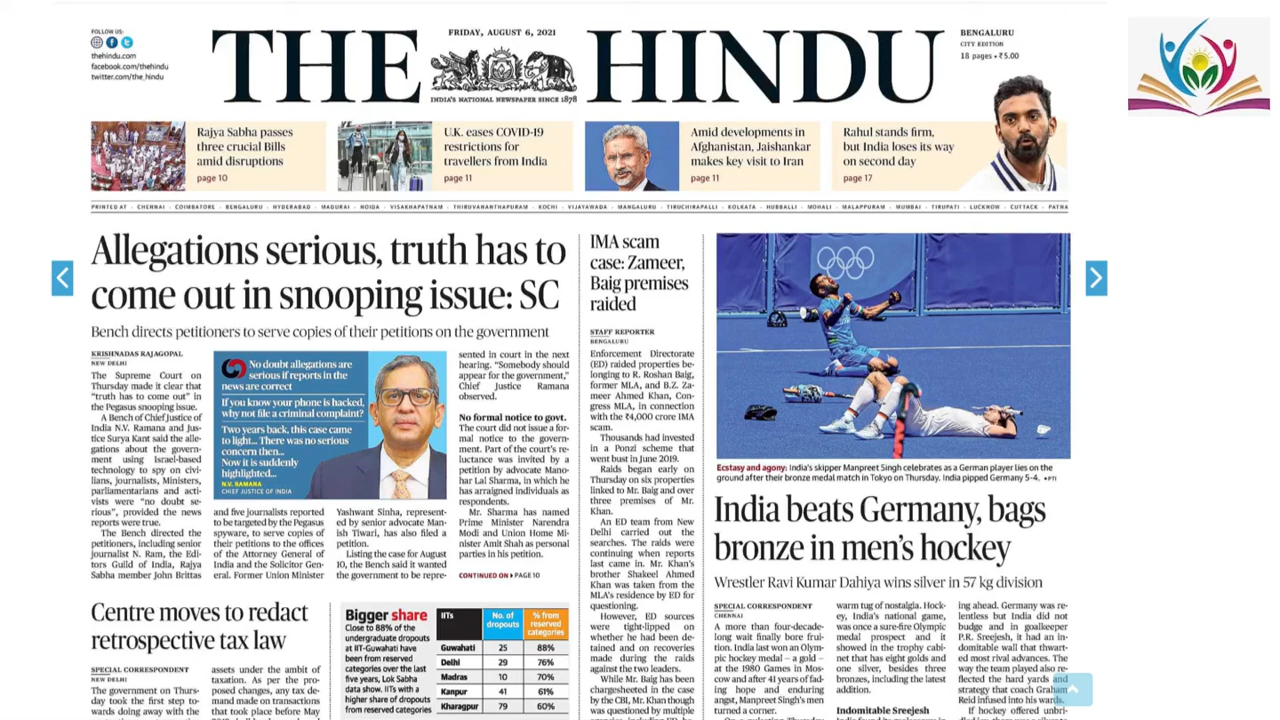 FOLLOW US:
thehindu.com
facebook.com/thehindu
twitter.com/the_hindu
THE HINDU
FRIDAY, AUGUST 6, 2021
INDIA'S NATIONAL NEWSPAPER SINCE 1878
BENGALURU
CITY EDITION
18 pages • ₹5.00
Rajya Sabha passes
three crucial Bills
amid disruptions
page 10
U.K. eases COVID-19
restrictions for
travellers from India
page 11
Amid developments in
Afghanistan, Jaishankar
makes key visit to Iran
page 11
Rahul stands firm,
but India loses its way
on second day
page 17
PRINTED AT • CHENNAI • COIMBATORE • BENGALURU • HYDERABAD • MADURAI • NOIDA • VISAKHAPATNAM • THIRUVANANTHAPURAM • KOCHI • VIJAYAWADA • MANGALURU • TIRUCHIRAPALLI • KOLKATA • HUBBALLI • MOHALI • MALAPPURAM • MUMBAI • TIRUPATI • LUCKNOW • CUTTACK • PATNA
Allegations serious, truth has to
come out in snooping issue: SC
Bench directs petitioners to serve copies of their petitions on the government
KRISHNADAS RAJAGOPAL
NEW DELHI
The Supreme Court on
Thursday made it clear that
"truth has to come out" in
the Pegasus snooping issue.
A Bench of Chief Justice of
India N.V. Ramana and Jus-
tice Surya Kant said the alle-
gations about the govern-
ment using Israel-based
technology to spy on civi-
lians, journalists, Ministers,
parliamentarians and acti-
vists were "no doubt se-
rious", provided the news
reports were true.
The Bench directed the
petitioners, including senior
journalist N. Ram, the Edi-
tors Guild of India, Rajya
Sabha member John Brittas
No doubt allegations are
serious if reports in the
news are correct
If you know your phone is hacked,
why not file a criminal complaint?
Two years back, this case came
to light... There was no serious
concern then...
Now it is suddenly
highlighted...
N.V. RAMANA
CHIEF JUSTICE OF INDIA
and five journalists reported
to be targeted by the Pegasus
spyware, to serve copies of
their petitions to the offices
of the Attorney General of
India and the Solicitor Gen-
eral. Former Union Minister
Yashwant Sinha, represent-
ed by senior advocate Man-
ish Tiwari, has also filed a
petition.
Listing the case for August
10, the Bench said it wanted
the government to be repre-
sented in court in the next
hearing. "Somebody should
appear for the government,"
Chief Justice Ramana
observed.
No formal notice to govt.
The court did not issue a for-
mal notice to the govern-
ment. Part of the court's re-
luctance was invited by a
petition by advocate Mano-
har Lal Sharma, in which he
has arraigned individuals as
respondents.
Mr. Sharma has named
Prime Minister Narendra
Modi and Union Home Mi-
nister Amit Shah as personal
parties in his petition.
CONTINUED ON PAGE 10
IMA scam
case: Zameer,
Baig premises
raided
STAFF REPORTER
BENGALURU
Enforcement Directorate
(ED) raided properties be-
longing to R. Roshan Baig,
former MLA, and B.Z. Za-
meer Ahmed Khan, Con-
gress MLA, in connection
with the ₹4,000 crore IMA
scam.
Thousands had invested
in a Ponzi scheme that
went bust in June 2019.
Raids began early on
Thursday on six properties
linked to Mr. Baig and over
three premises of Mr.
Khan.
An ED team from New
Delhi carried out the
searches. The raids were
continuing when reports
last came in. Mr. Khan's
brother Shakeel Ahmed
Khan was taken from the
MLA's residence by ED for
questioning.
However, ED sources
were tight-lipped on
whether he had been de-
tained and on recoveries
made during the raids
against the two leaders.
While Mr. Baig has been
chargesheeted in the case
by the CBI, Mr. Khan though
was questioned by multiple
Ecstasy and agony: India's skipper Manpreet Singh celebrates as a German player lies on the
ground after their bronze medal match in Tokyo on Thursday. India pipped Germany 5-4. •PTI
India beats Germany, bags
bronze in men's hockey
Wrestler Ravi Kumar Dahiya wins silver in 57 kg division
SPECIAL CORRESPONDENT
CHENNAI
A more than four-decade-
long wait finally bore frui-
tion. India last won an Olym-
pic hockey medal – a gold –
at the 1980 Games in Mos-
cow and after 41 years of fad-
ing hope and enduring
angst, Manpreet Singh's men
turned a corner.
warm tug of nostalgia. Hock-
ey, India's national game,
was once a sure-fire Olympic
medal prospect and it
showed in the trophy cabi-
net that has eight golds and
one silver, besides three
bronzes, including the latest
addition.
Indomitable Sreejesh
ing ahead. Germany was re-
lentless but India did not
budge and in goalkeeper
P.R. Sreejesh, it had an in-
domitable wall that thwart-
ed most rival advances. The
way the team played also re-
flected the hard yards and
strategy that coach Graham
Reid infused into his wards.
If hockey offered unbri-
Centre moves to redact
retrospective tax law
SPECIAL CORRESPONDENT
NEW DELHI
The government on Thurs-
day took the first step to-
wards doing away with the
assets under the ambit of
taxation. As per the pro-
posed changes, any tax de-
mand made on transactions
that took place before May
Bigger share
Close to 88% of the
undergraduate dropouts
at IIT-Guwahati have
been from reserved
categories over the last
five years, Lok Sabha
data show. IITs with a
higher share of dropouts
from reserved categories
IITs No. of dropouts % from reserved categories
Guwahati 25 88%
Delhi 29 76%
Madras 10 70%
Kanpur 41 61%
Kharagpur 79 60%